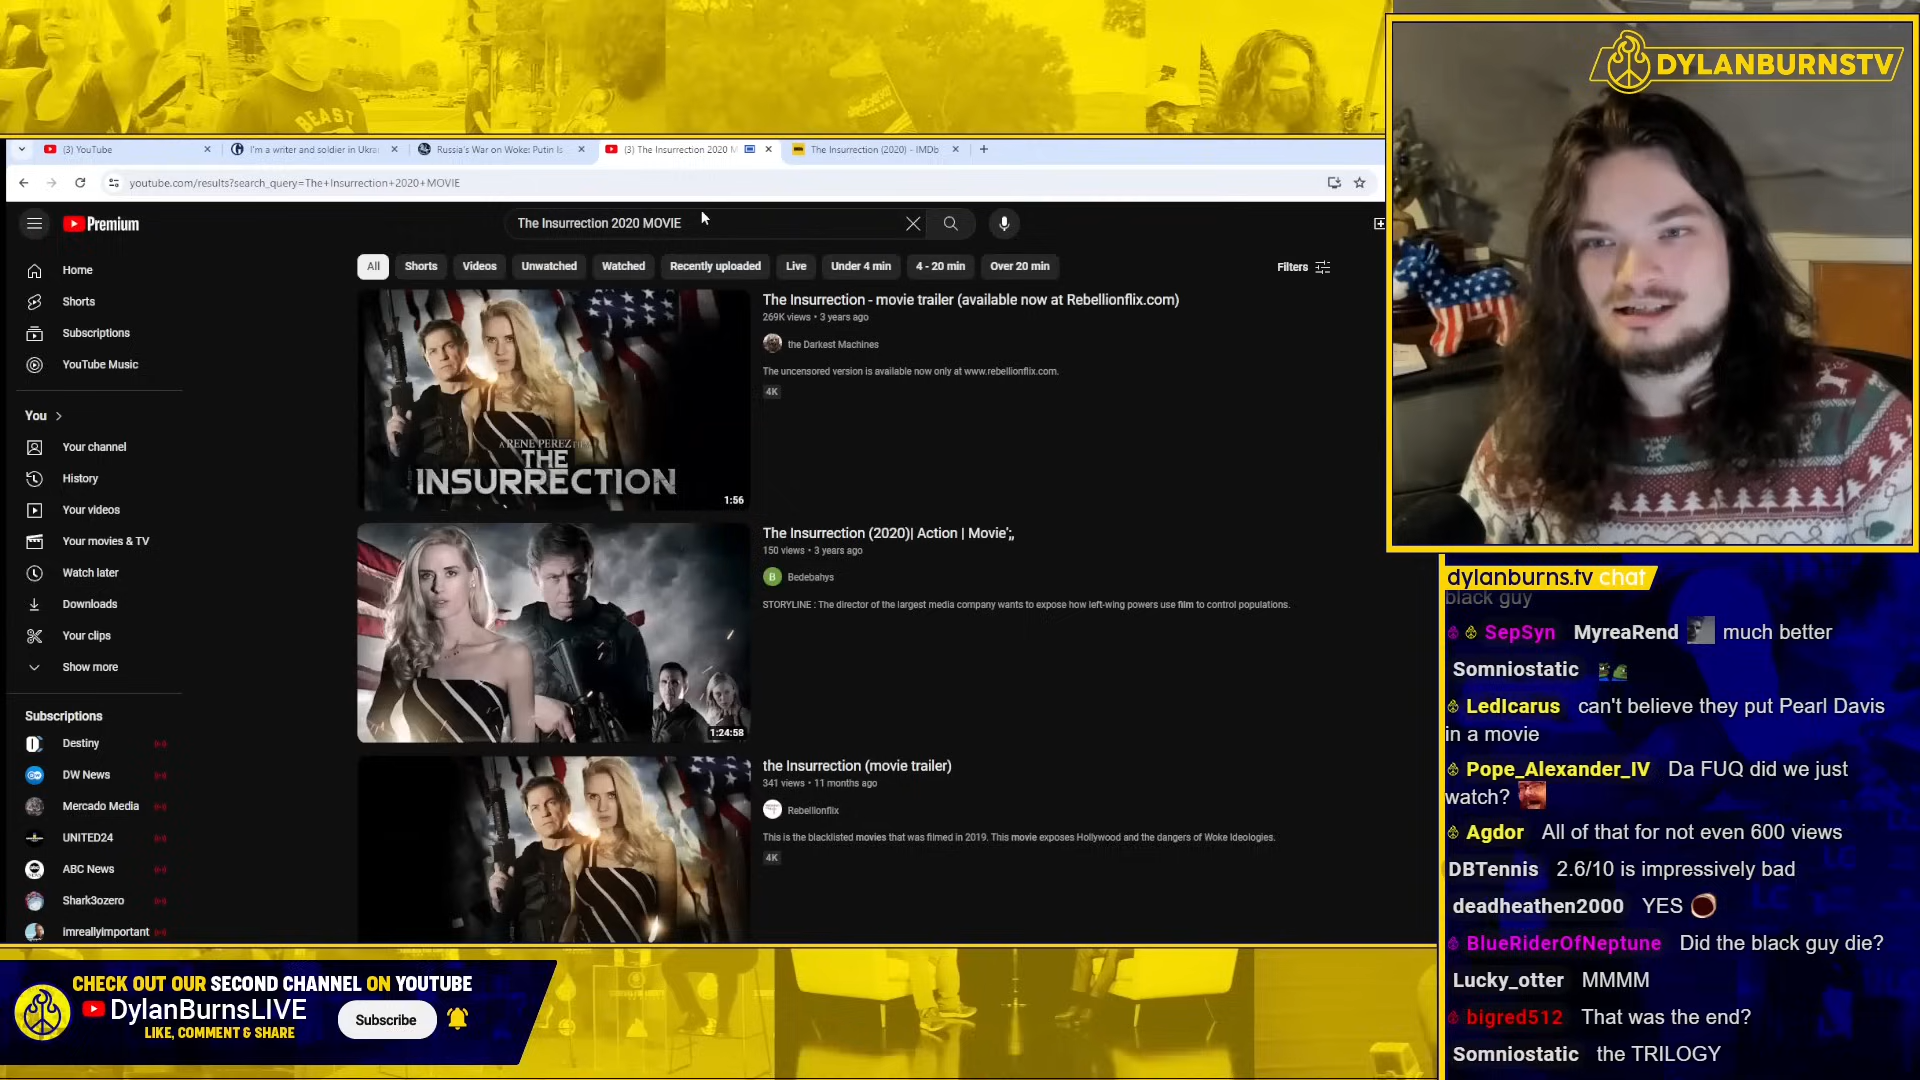 BEAST
DYLANBURNSTV
(3) YouTube
I'm a writer and soldier in Ukra
Russia's War on Woke: Putin Is
(3) The Insurrection 2020 M
The Insurrection (2020) - IMDb
youtube.com/results?search_query=The+Insurrection+2020+MOVIE
Premium
The Insurrection 2020 MOVIE
All
Shorts
Videos
Unwatched
Watched
Recently uploaded
Live
Under 4 min
4 - 20 min
Over 20 min
Filters
Home
Shorts
Subscriptions
YouTube Music
You
Your channel
History
Your videos
Your movies & TV
Watch later
Downloads
Your clips
Show more
Subscriptions
Destiny
DW News
Mercado Media
UNITED24
ABC News
Shark3ozero
imreallyimportant
A RENE PEREZ FILM
THE
INSURRECTION
1:56
The Insurrection - movie trailer (available now at Rebellionflix.com)
269K views • 3 years ago
the Darkest Machines
The uncensored version is available now only at www.rebellionflix.com.
4K
1:24:58
The Insurrection (2020)| Action | Movie';,
150 views • 3 years ago
B
Bedebahys
STORYLINE : The director of the largest media company wants to expose how left-wing powers use film to control populations.
the Insurrection (movie trailer)
341 views • 11 months ago
Rebellionflix
This is the blacklisted movies that was filmed in 2019. This movie exposes Hollywood and the dangers of Woke Ideologies.
4K
dylanburns.tv chat
black guy
SepSyn MyreaRend much better
Somniostatic
LedIcarus can't believe they put Pearl Davis
in a movie
Pope_Alexander_IV Da FUQ did we just
watch?
Agdor All of that for not even 600 views
DBTennis 2.6/10 is impressively bad
deadheathen2000 YES
BlueRiderOfNeptune Did the black guy die?
Lucky_otter MMMM
bigred512 That was the end?
Somniostatic the TRILOGY
CHECK OUT OUR SECOND CHANNEL ON YOUTUBE
DylanBurnsLIVE
LIKE, COMMENT & SHARE
Subscribe